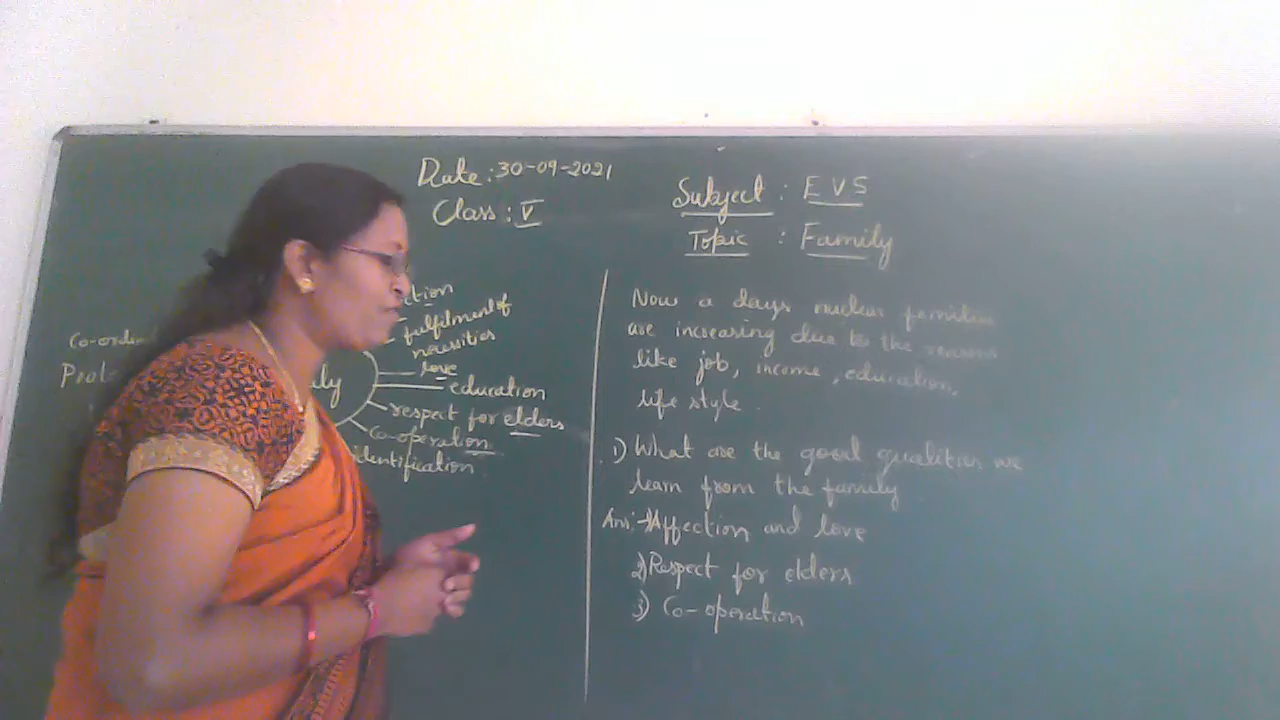 Date: 30-09-2021
Class: V
Subject : EVS
Topic : Family
ction
fulfilment of
necessities
love
education
respect for elders
co-operation
identification
Now a days nuclear families
are increasing due to the reasons
like job, income, education,
life style.
1) What are the good qualities we
learn from the family
Ans:- 1) Affection and love
2) Respect for elders
3) Co-operation